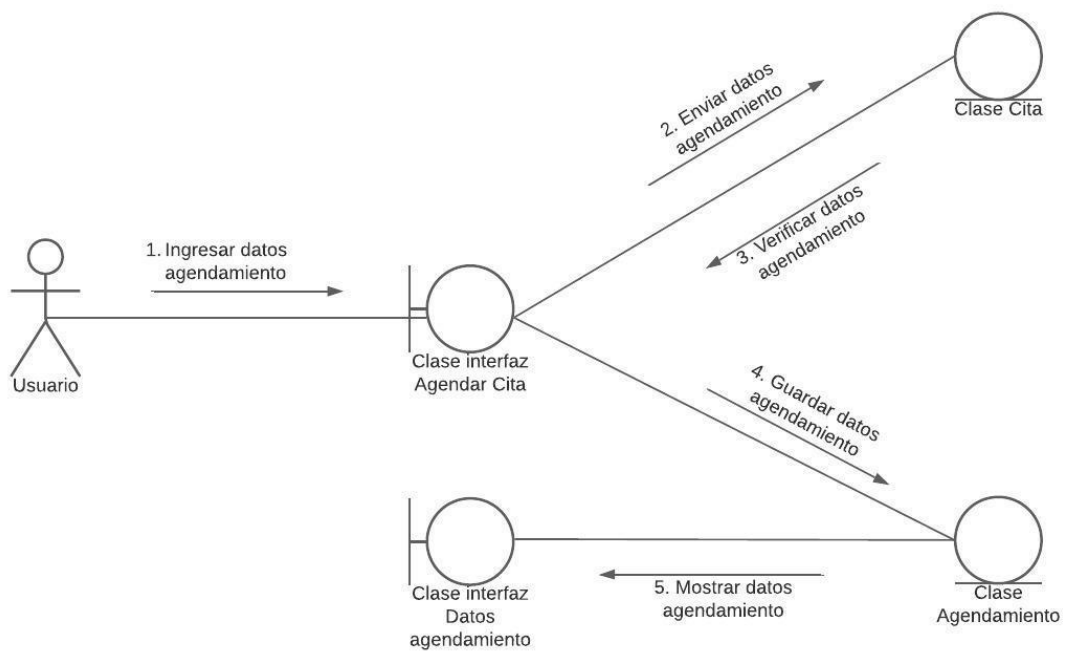 2. Enviar datos
agendamiento
Clase Cita
3. Verificar datos
agendamiento
1. Ingresar datos
agendamiento
Usuario
Clase interfaz
Agendar Cita
4. Guardar datos
agendamiento
Clase interfaz
Datos
agendamiento
5. Mostrar datos
agendamiento
Clase
Agendamiento